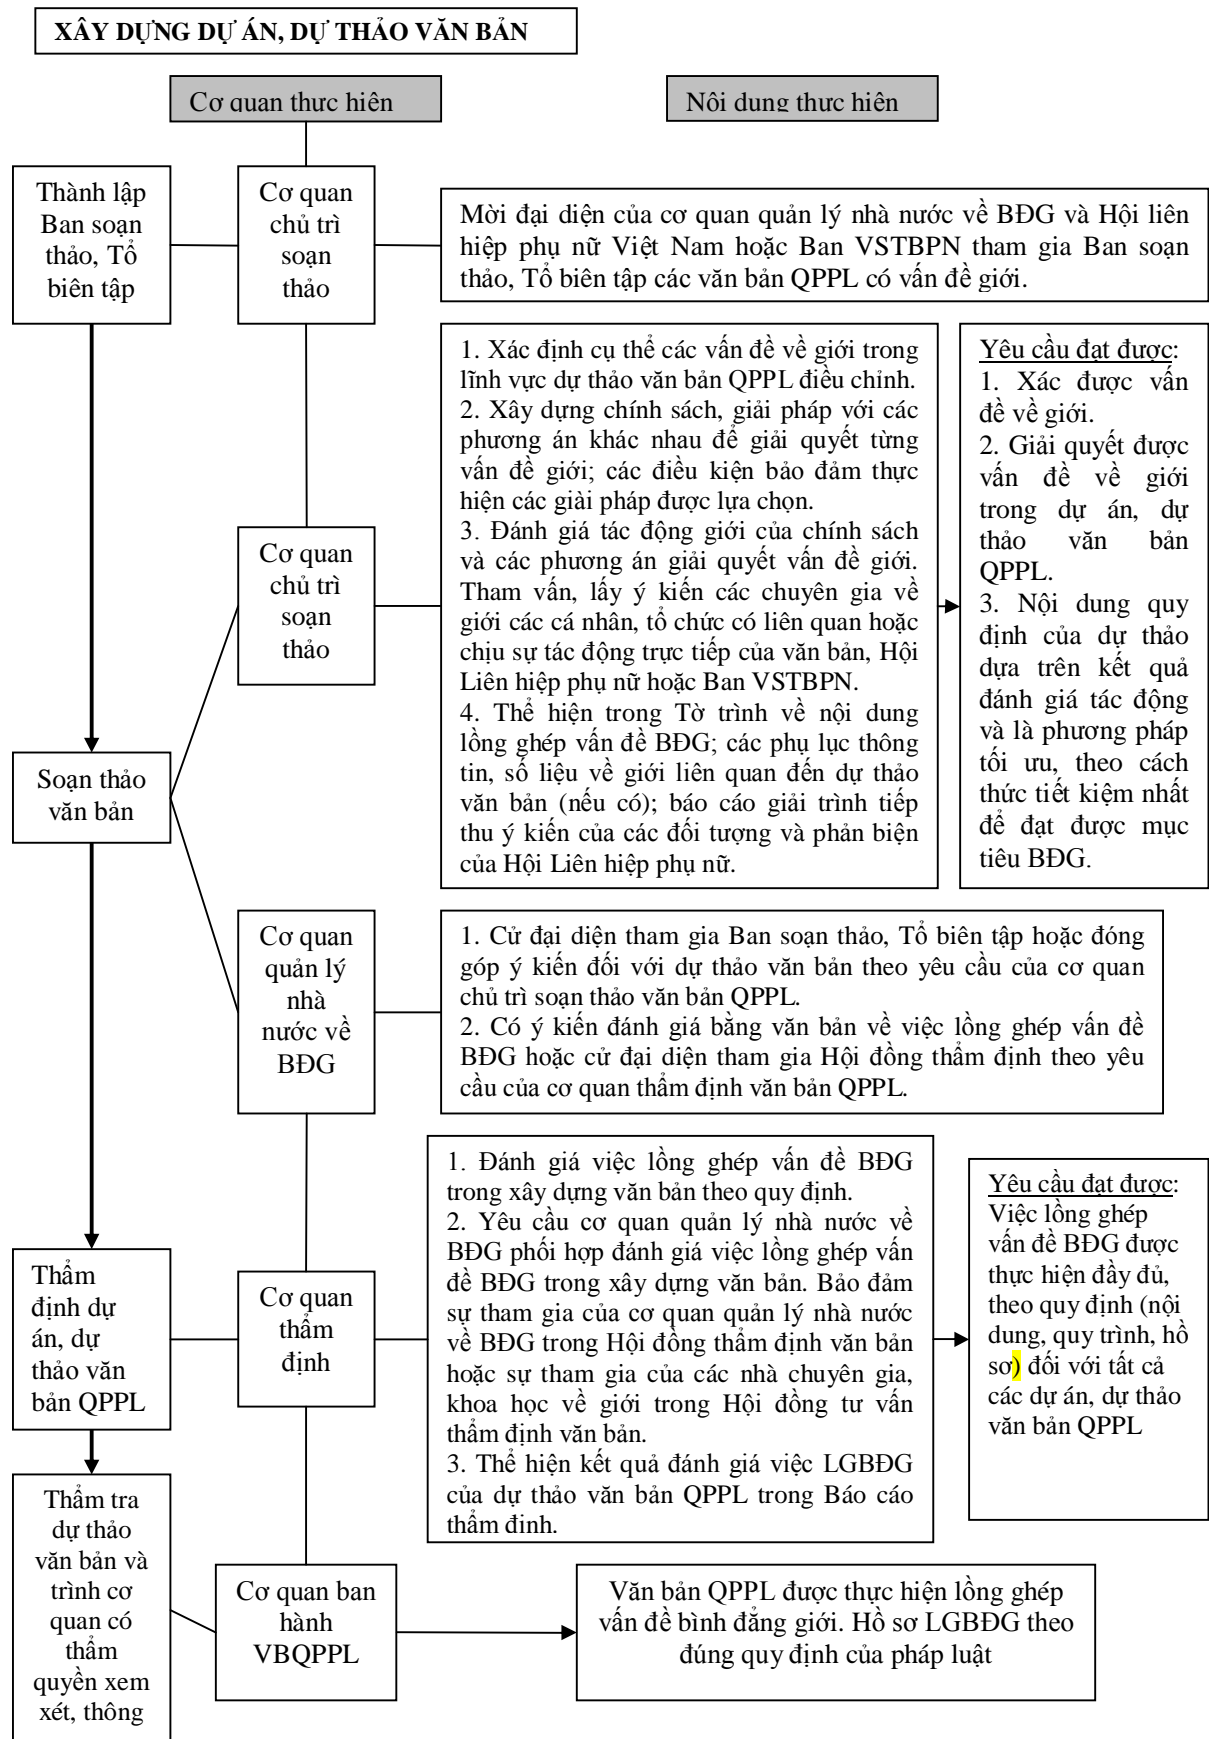 XÂY DỰNG DỰ ÁN, DỰ THẢO VĂN BẢN
Cơ quan thực hiện
Nội dung thực hiện
Thành lập
Ban soạn
thảo, Tổ
biên tập
Cơ quan
chủ trì
soạn
thảo
Mời đại diện của cơ quan quản lý nhà nước về BĐG và Hội liên
hiệp phụ nữ Việt Nam hoặc Ban VSTBPN tham gia Ban soạn
thảo, Tổ biên tập các văn bản QPPL có vấn đề giới.
Cơ quan
chủ trì
soạn
thảo
1. Xác định cụ thể các vấn đề về giới trong
lĩnh vực dự thảo văn bản QPPL điều chỉnh.
2. Xây dựng chính sách, giải pháp với các
phương án khác nhau để giải quyết từng
vấn đề giới; các điều kiện bảo đảm thực
hiện các giài pháp được lựa chọn.
3. Đánh giá tác động giới của chính sách
và các phương án giải quyết vấn đề giới.
Tham vấn, lấy ý kiến các chuyên gia về
giới các cá nhân, tổ chức có liên quan hoặc
chịu sự tác động trực tiếp của văn bản, Hội
Liên hiệp phụ nữ hoặc Ban VSTBPN.
4. Thể hiện trong Tờ trình về nội dung
lồng ghép vấn đề BĐG; các phụ lục thông
tin, số liệu về giới liên quan đến dự thảo
văn bản (nếu có); báo cáo giải trình tiếp
thu ý kiến của các đối tượng và phản biện
của Hội Liên hiệp phụ nữ.
Yêu cầu đạt được:
1. Xác được vấn
đề về giới.
2. Giải quyết được
vấn đề về giới
trong dự án, dự
thảo văn bản
QPPL.
3. Nội dung quy
định của dự thảo
dựa trên kết quả
đánh giá tác động
và là phương pháp
tối ưu, theo cách
thức tiết kiệm nhất
để đạt được mục
tiêu BĐG.
Soạn thảo
văn bản
Cơ quan
quản lý
nhà
nước về
BĐG
1. Cử đại diện tham gia Ban soạn thảo, Tổ biên tập hoặc đóng
góp ý kiến đối với dự thảo văn bản theo yêu cầu của cơ quan
chủ trì soạn thảo văn bản QPPL.
2. Có ý kiến đánh giá bằng văn bản về việc lồng ghép vấn đề
BĐG hoặc cử đại diện tham gia Hội đồng thẩm định theo yêu
cầu của cơ quan thẩm định văn bản QPPL.
Thẩm
định dự
án, dự
thảo văn
bản QPPL
Cơ quan
thẩm
định
1. Đánh giá việc lồng ghép vấn đề BĐG
trong xây dựng văn bản theo quy định.
2. Yêu cầu cơ quan quản lý nhà nước về
BĐG phối hợp đánh giá việc lồng ghép vấn
đề BĐG trong xây dựng văn bản. Bảo đảm
sự tham gia của cơ quan quản lý nhà nước
về BĐG trong Hội đồng thẩm định văn bản
hoặc sự tham gia của các nhà chuyên gia,
khoa học về giới trong Hội đồng tư vấn
thẩm định văn bản.
3. Thể hiện kết quả đánh giá việc LGBĐG
của dự thảo văn bản QPPL trong Báo cáo
thẩm đinh.
Yêu cầu đạt được:
Việc lồng ghép
vấn đề BĐG được
thực hiện đầy đủ,
theo quy định (nội
dung, quy trình, hồ
sơ) đối với tất cả
các dự án, dự thảo
văn bản QPPL
Thẩm tra
dự thảo
văn bản và
trình cơ
quan có
thẩm
quyền xem
xét, thông
Cơ quan ban
hành
VBQPPL
Văn bản QPPL được thực hiện lồng ghép
vấn đề bình đẳng giới. Hồ sơ LGBĐG theo
đúng quy định của pháp luật